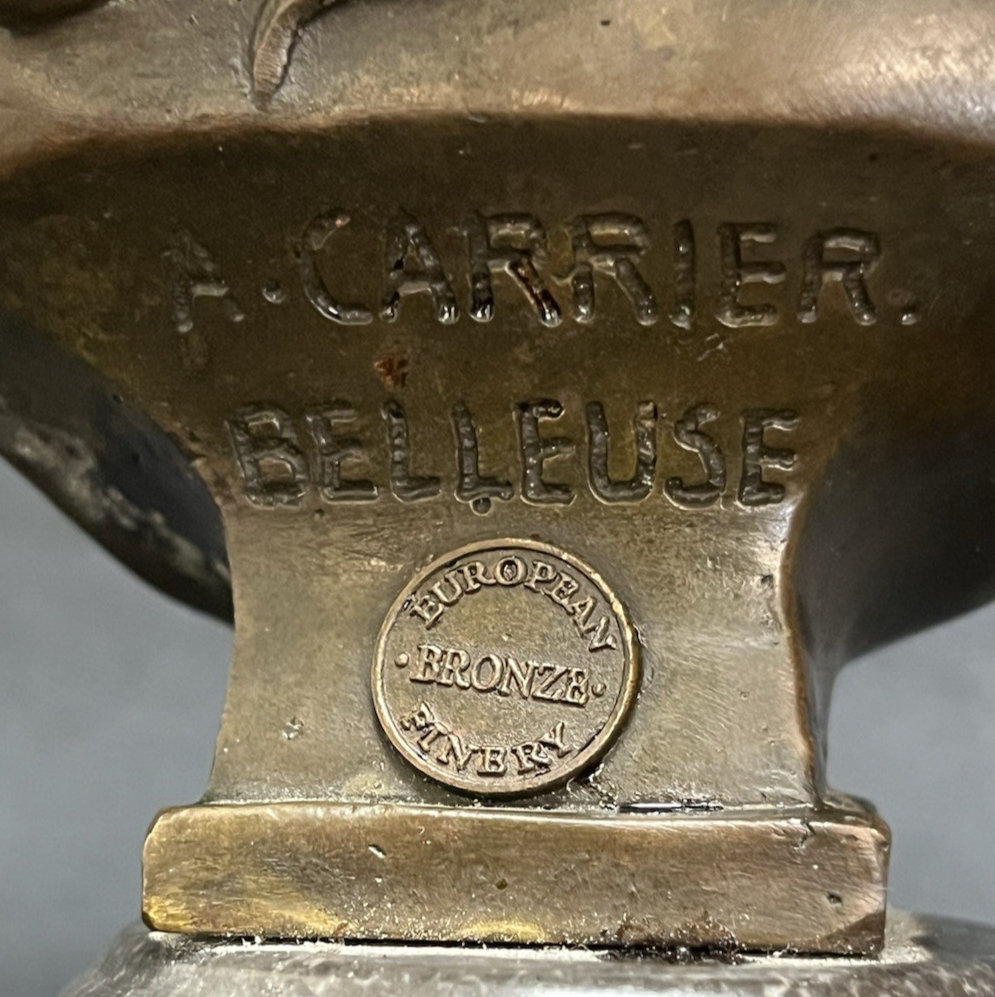 A. CARRIER.
BELLEUSE
EUROPEAN
·BRONZE·
FINERY